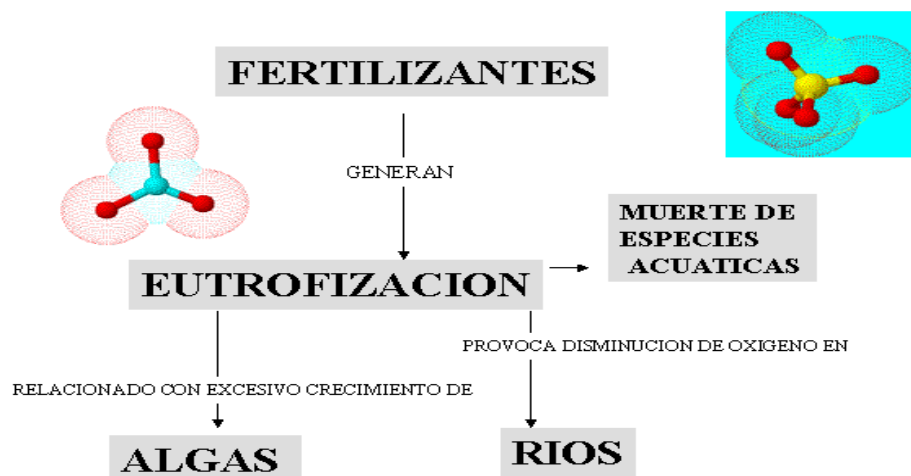 FERTILIZANTES
GENERAN
MUERTE DE
ESPECIES
ACUATICAS
EUTROFIZACION
PROVOCA DISMINUCION DE OXIGENO EN
RELACIONADO CON EXCESIVO CRECIMIENTO DE
ALGAS
RIOS